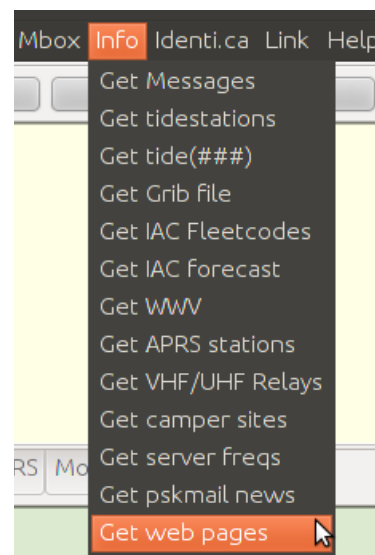 Mbox Info Identi.ca Link Help
Get Messages
Get tidestations
Get tide(###)
Get Grib file
Get IAC Fleetcodes
Get IAC forecast
Get WWV
Get APRS stations
Get VHF/UHF Relays
Get camper sites
RS Mo
Get server freqs
Get pskmail news
Get web pages